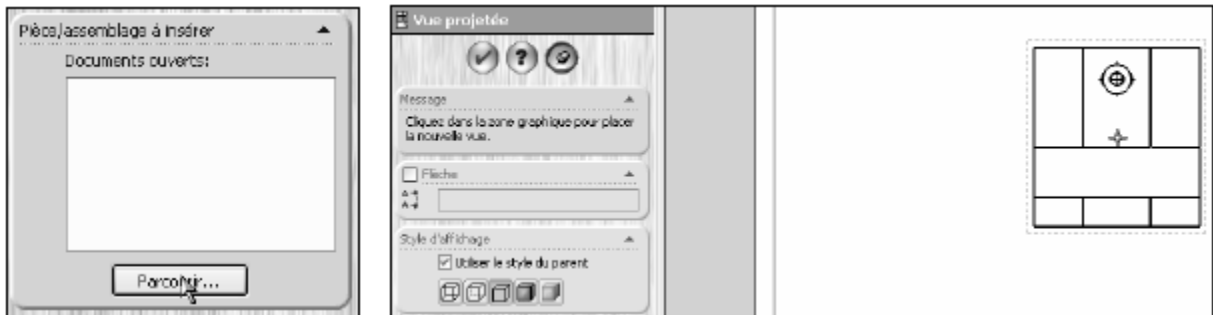 Pièce,lassemblage à insérer
Documents ouverts:
Parcourir...
Vue projetée
Message
Cliquez dans la zone graphique pour placer
la nouvelle vue.
Flèche
Style d'affichage
Utiliser le style du parent